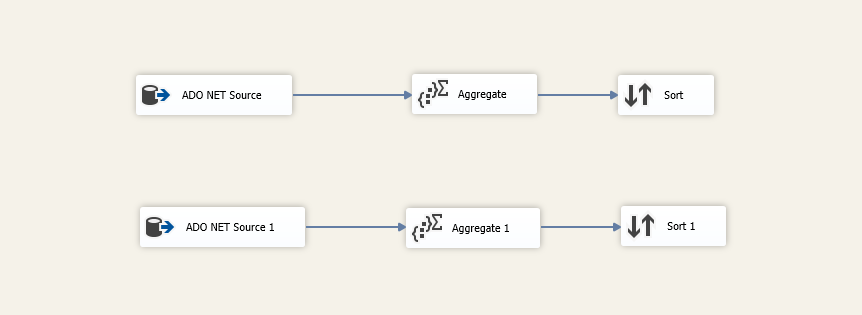 ADO NET Source
Aggregate
Sort
ADO NET Source 1
Aggregate 1
Sort 1